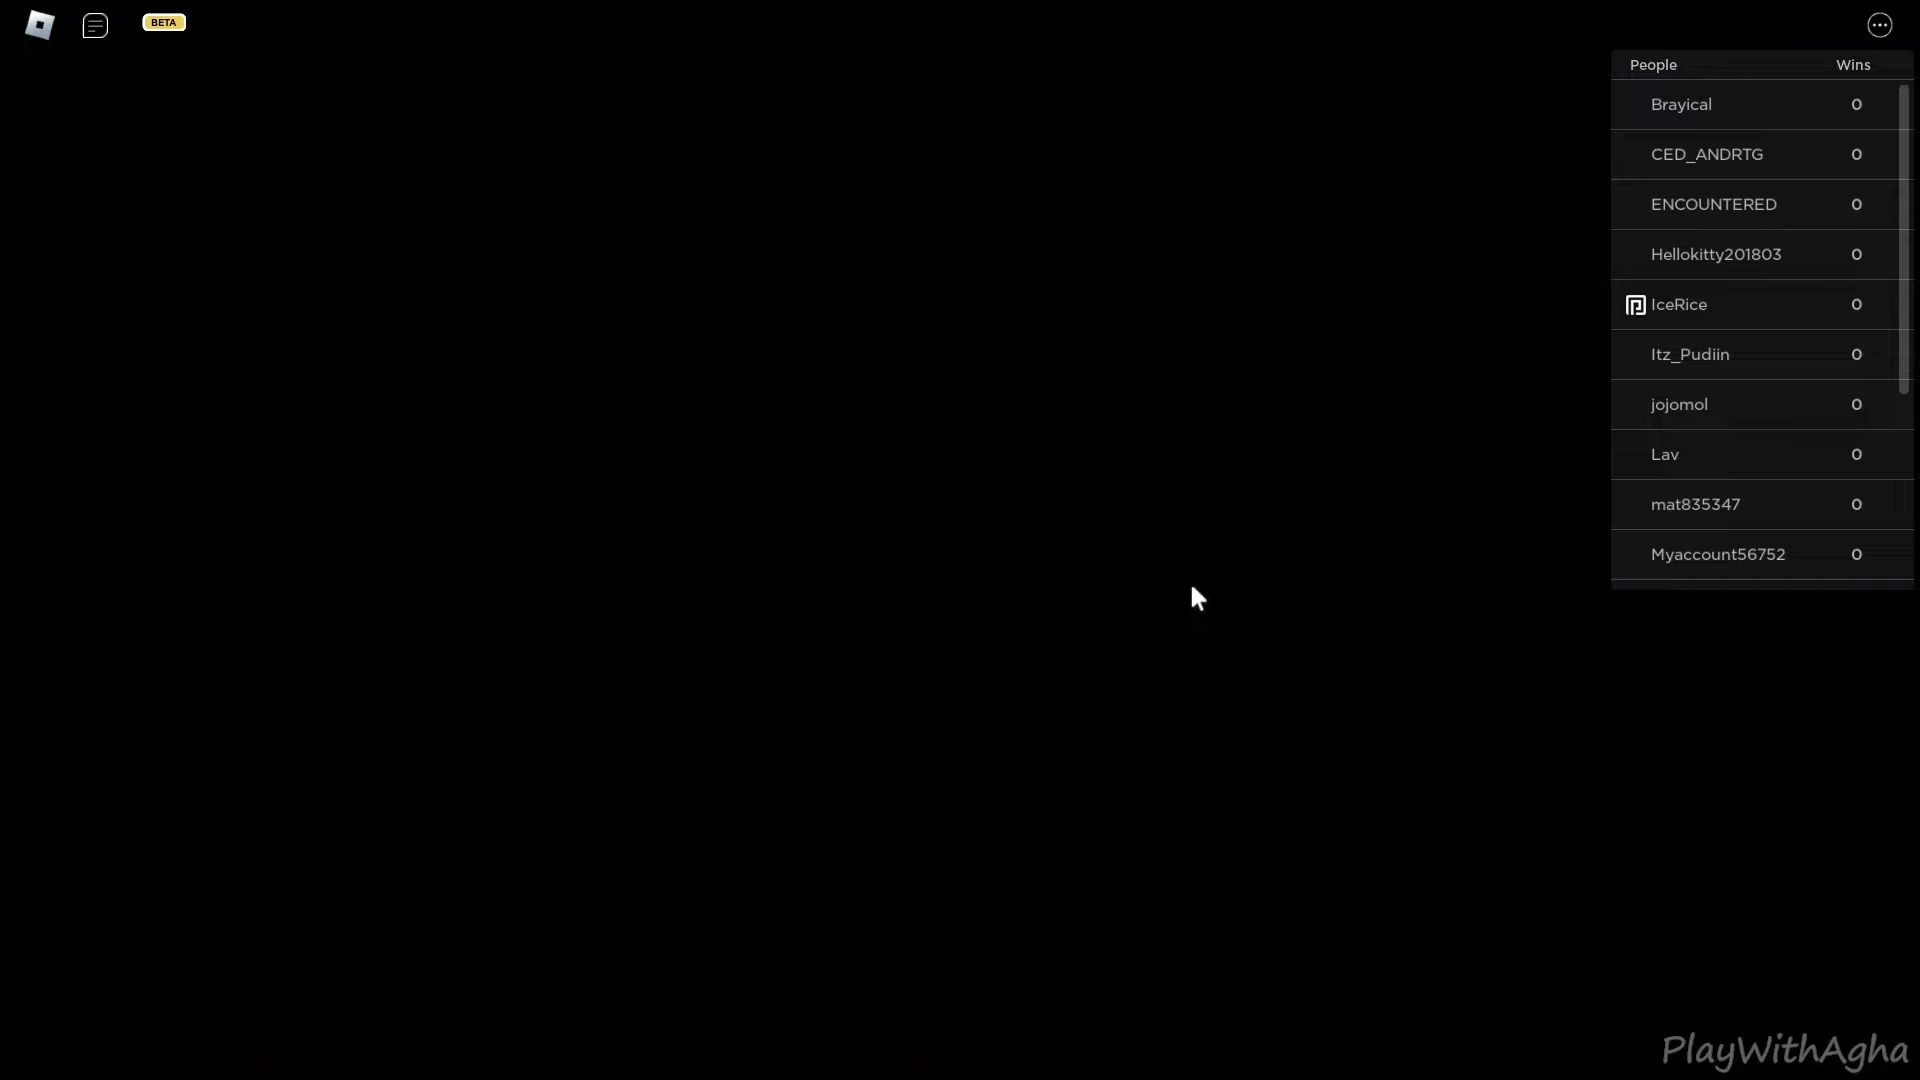 BETA
People Wins
Brayical 0
CED_ANDRTG 0
ENCOUNTERED 0
Hellokitty201803 0
IceRice 0
Itz_Pudiin 0
jojomol 0
Lav 0
mat835347 0
Myaccount56752 0
PlayWithAgha